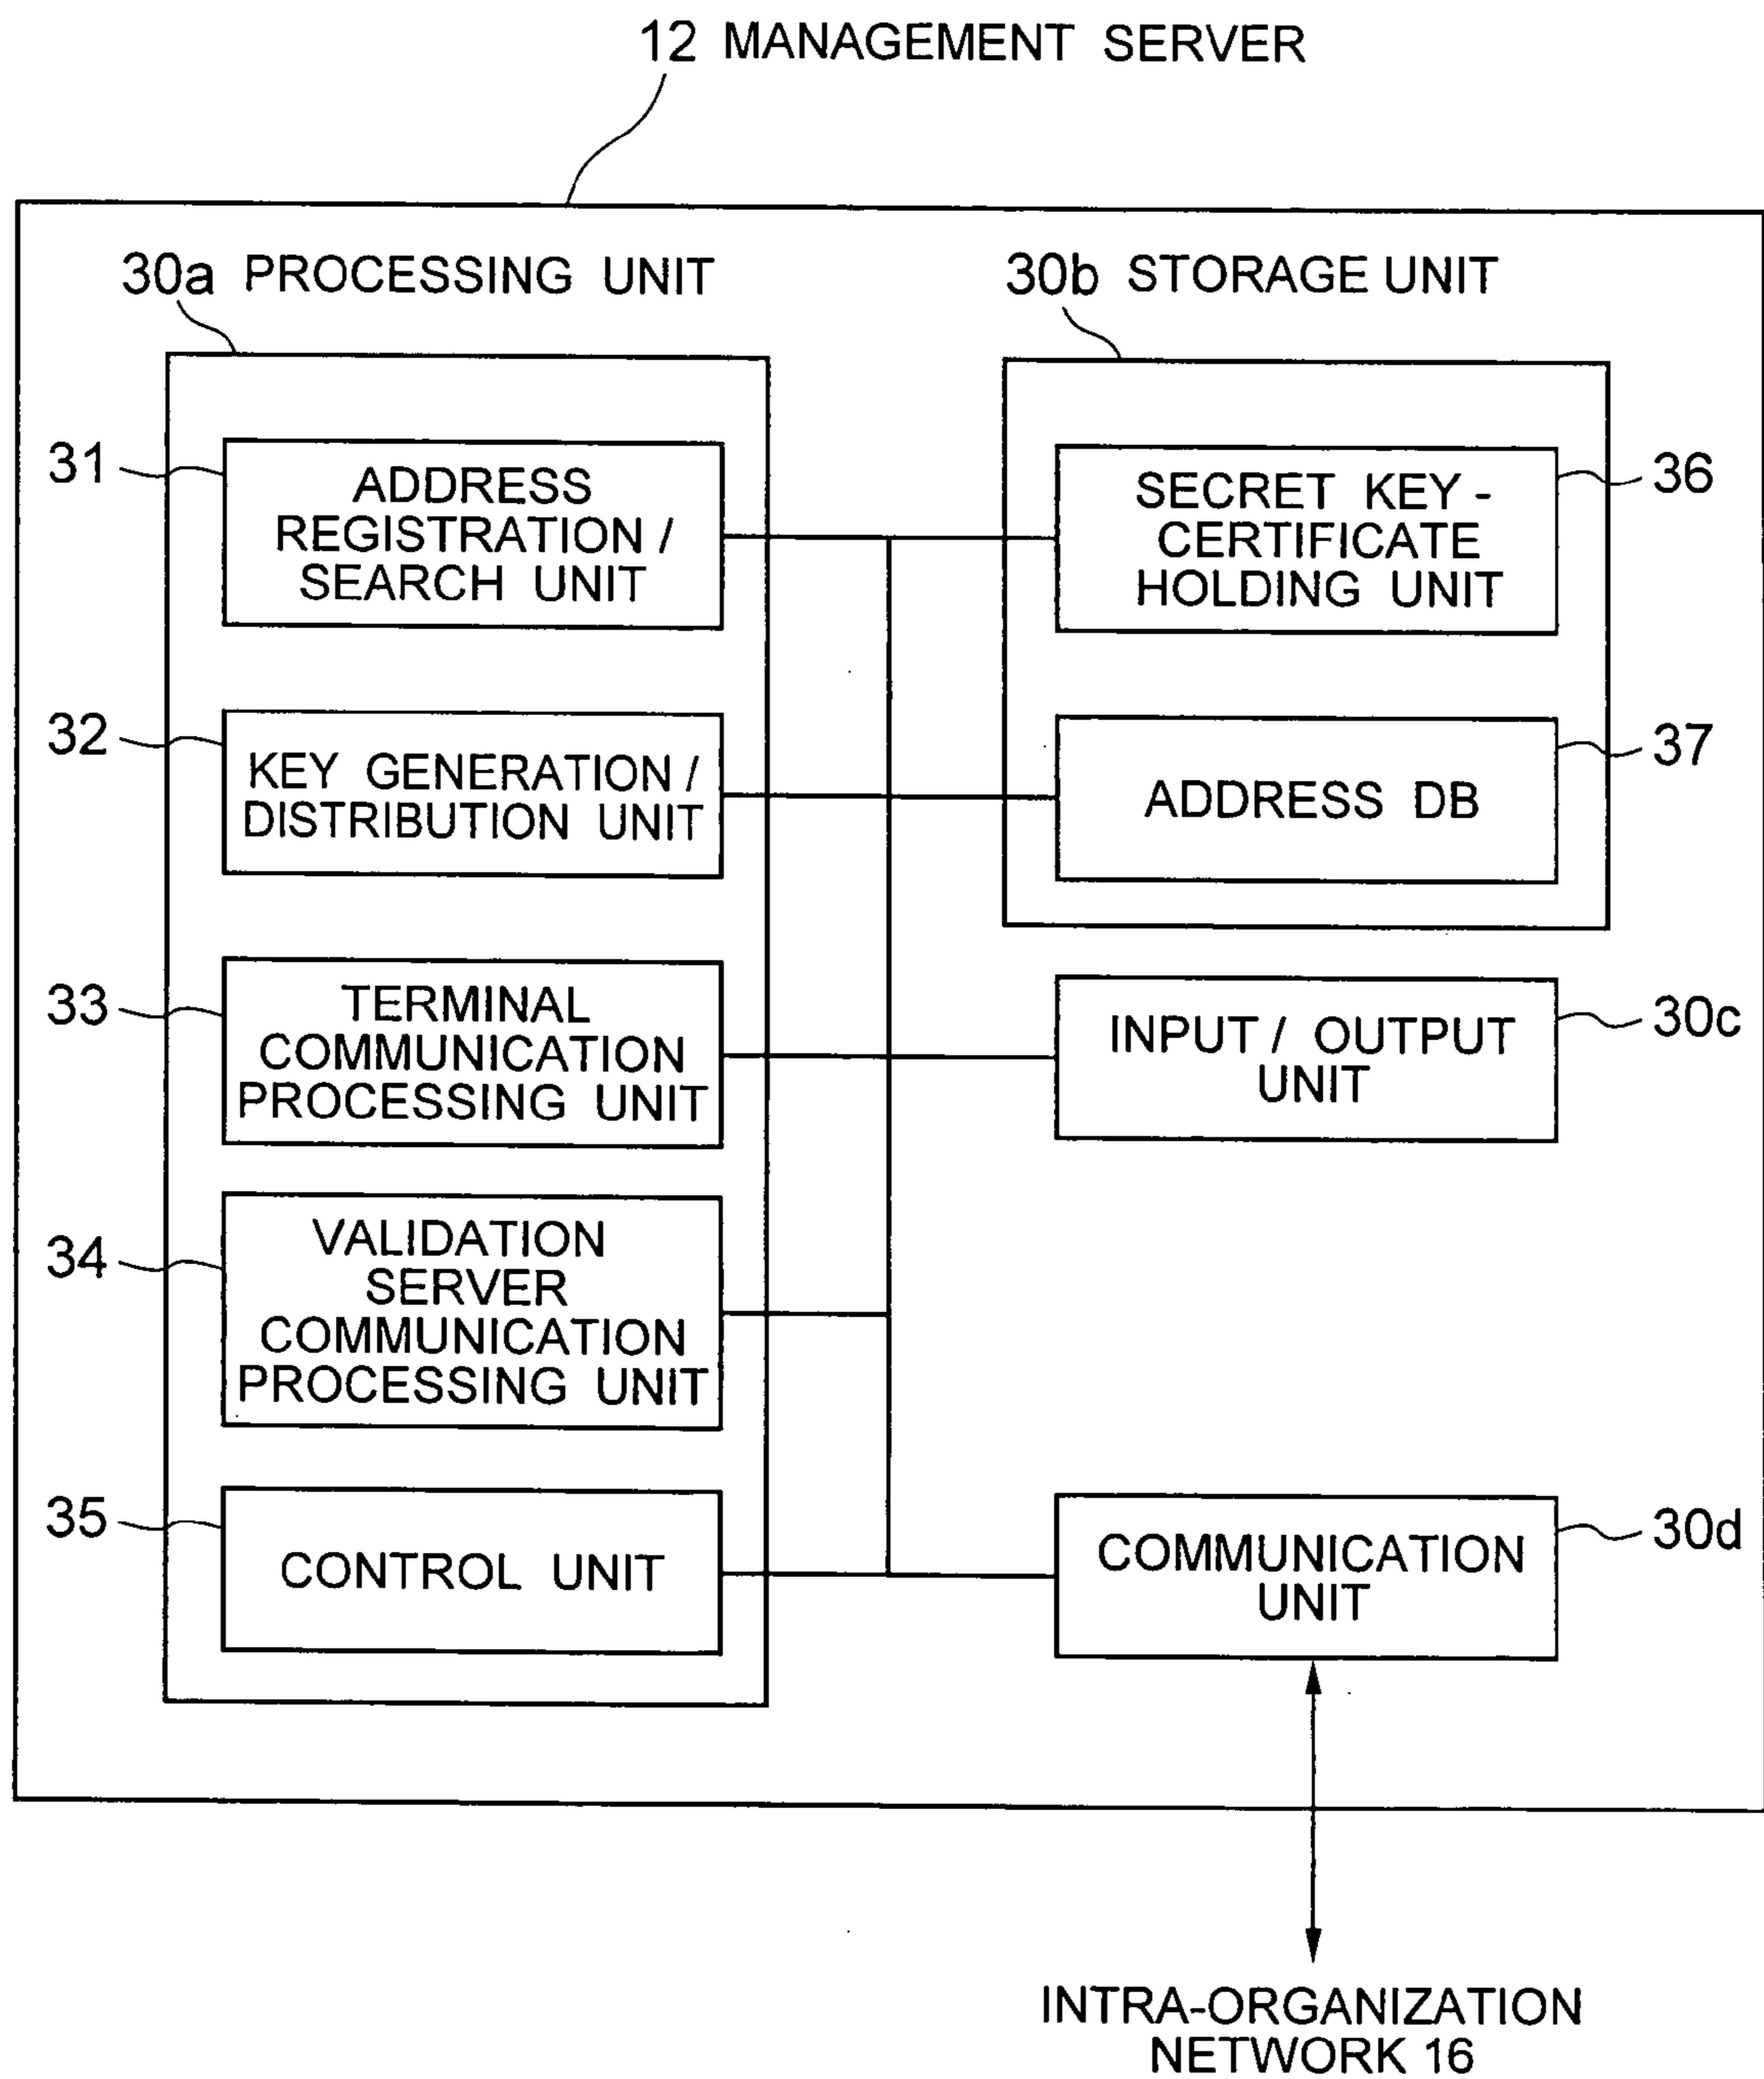 12 MANAGEMENT SERVER
30a PROCESSING UNIT
30b STORAGE UNIT
31
ADDRESS
REGISTRATION /
SEARCH UNIT
SECRET KEY -
CERTIFICATE
HOLDING UNIT
36
32
KEY GENERATION /
DISTRIBUTION UNIT
ADDRESS DB
37
33
TERMINAL
COMMUNICATION
PROCESSING UNIT
INPUT / OUTPUT
UNIT
30c
34
VALIDATION
SERVER
COMMUNICATION
PROCESSING UNIT
35
CONTROL UNIT
COMMUNICATION
UNIT
30d
INTRA-ORGANIZATION
NETWORK 16